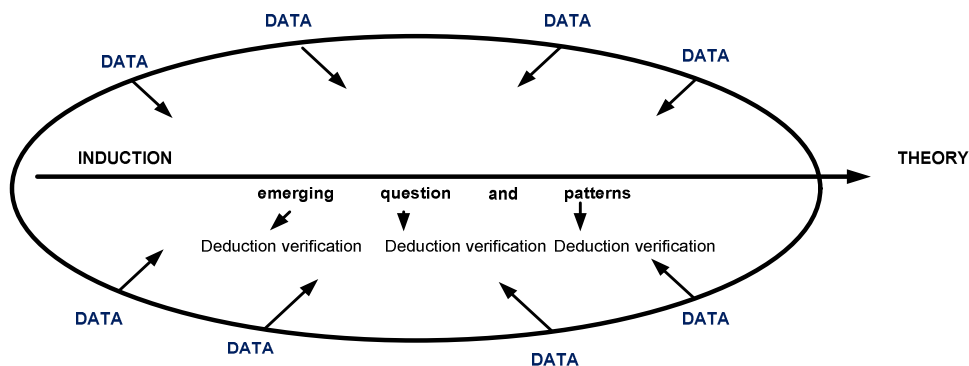 DATA DATA
DATA DATA
INDUCTION THEORY
emerging question and patterns
Deduction verification Deduction verification Deduction verification
DATA DATA
DATA DATA